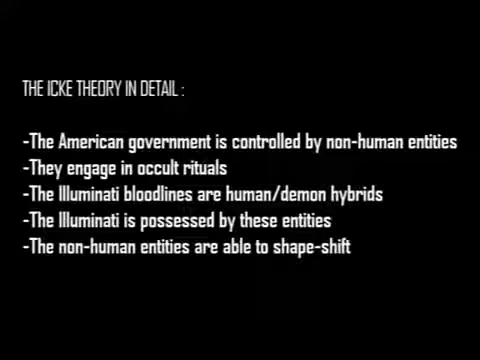 THE ICKE THEORY IN DETAIL :
-The American government is controlled by non-human entities
-They engage in occult rituals
-The Illuminati bloodlines are human/demon hybrids
-The Illuminati is possessed by these entities
-The non-human entities are able to shape-shift